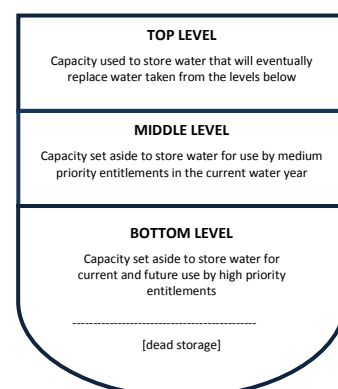 TOP LEVEL
Capacity used to store water that will eventually
replace water taken from the levels below
MIDDLE LEVEL
Capacity set aside to store water for use by medium
priority entitlements in the current water year
BOTTOM LEVEL
Capacity set aside to store water for
current and future use by high priority
entitlements
[dead storage]